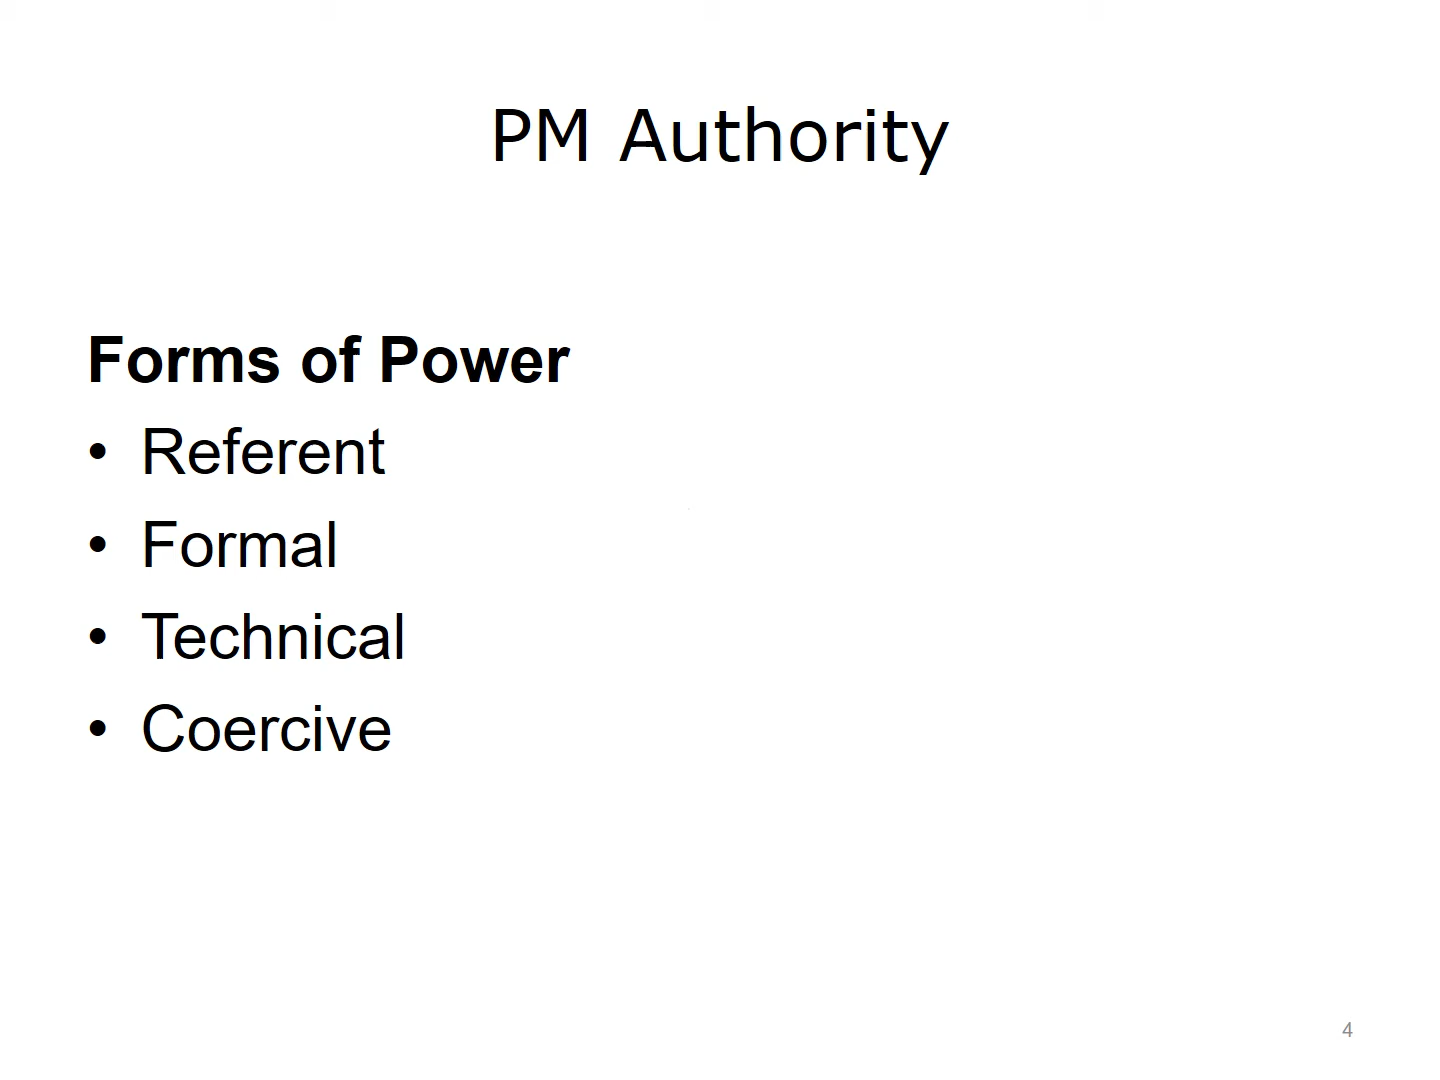 PM Authority
Forms of Power
• Referent
• Formal
• Technical
• Coercive
4